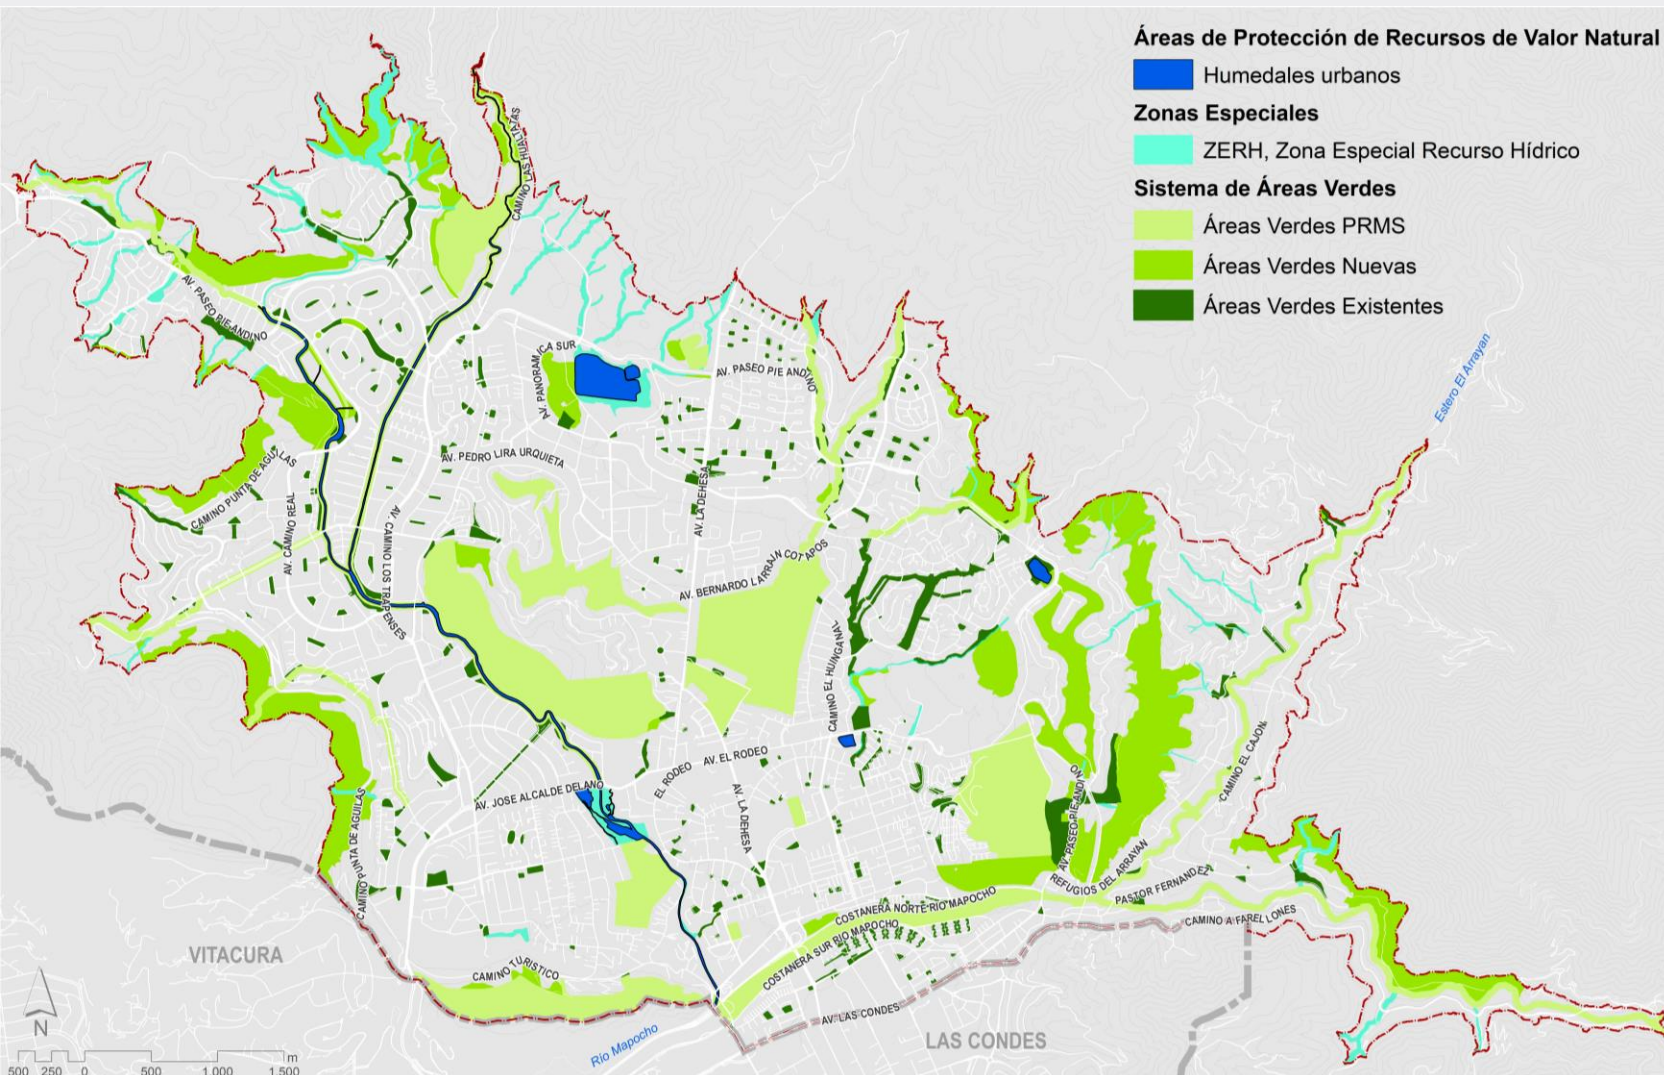 Áreas de Protección de Recursos de Valor Natural
Humedales urbanos
Zonas Especiales
ZERH, Zona Especial Recurso Hídrico
Sistema de Áreas Verdes
Áreas Verdes PRMS
Áreas Verdes Nuevas
Áreas Verdes Existentes
CAMINO LAS HUALTATAS
AV. PASEO PIE ANDINO
AV. PANORAMICA SUR
AV. PASEO PIE ANDINO
Estero El Arrayan
AV. PEDRO LIRA URQUIETA
CAMINO PUNTA DE AGUILAS
AV. CAMINO REAL
AV. CAMINO LOS TRAPENSES
AV. LA DEHESA
AV. BERNARDO LARRAIN COTAPOS
CAMINO EL HUINGANAL
AV. EL RODEO
EL RODEO
AV. JOSE ALCALDE DELANO
AV. LA DEHESA
CAMINO PUNTA DE AGUILAS
CAMINO EL CAJON
AV. PASEO PIE ANDINO
REFUGIOS DEL ARRAYAN
PASTOR FERNANDEZ
CAMINO A FARELLONES
COSTANERA NORTE RIO MAPOCHO
COSTANERA SUR RIO MAPOCHO
CAMINO TURISTICO
VITACURA
AV. LAS CONDES
LAS CONDES
Río Mapocho
N
500 250 0 500 1.000 1.500 m